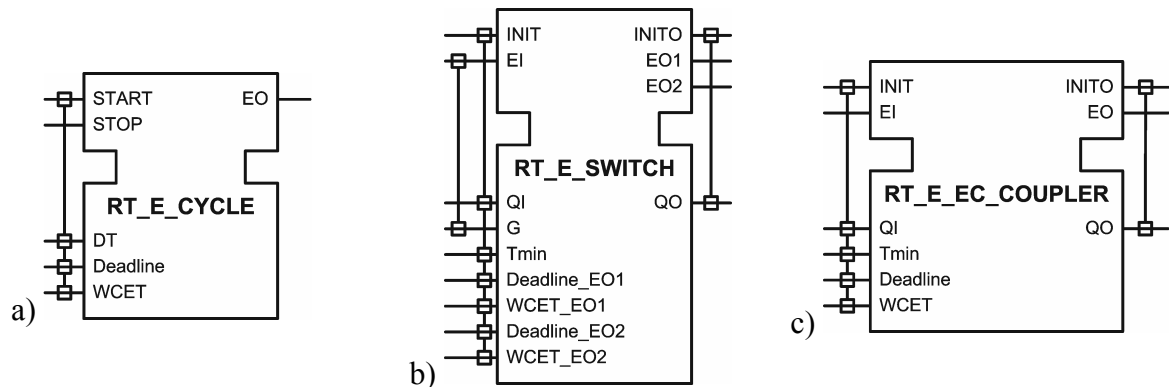 START EO
STOP
RT_E_CYCLE
DT
Deadline
WCET
a)
INIT INITO
EI EO1
EO2
RT_E_SWITCH
QI QO
G
Tmin
Deadline_EO1
WCET_EO1
Deadline_EO2
WCET_EO2
b)
INIT INITO
EI EO
RT_E_EC_COUPLER
QI QO
Tmin
Deadline
WCET
c)